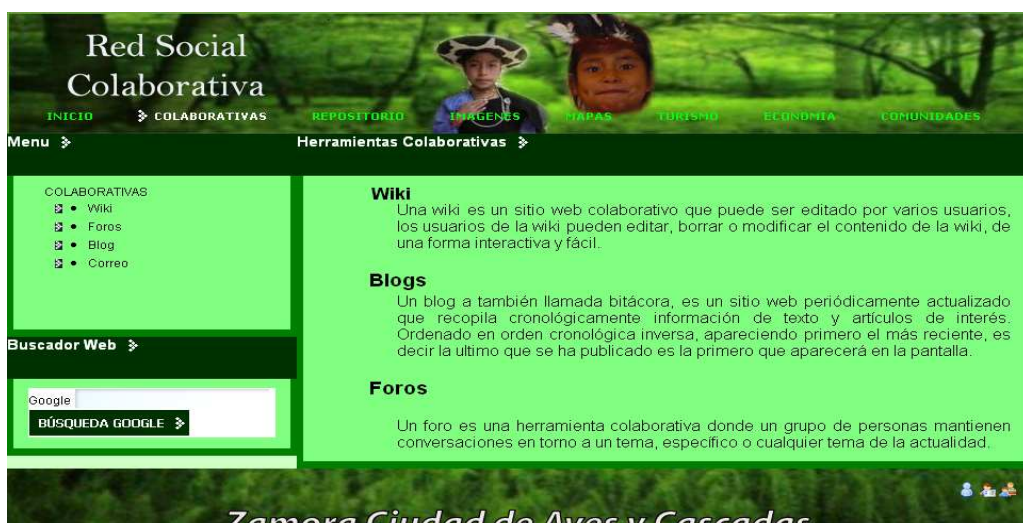 Red Social
Colaborativa
INICIO COLABORATIVAS REPOSITORIO IMAGENES MAPAS TURISMO ECONOMIA COMUNIDADES
Menu
Herramientas Colaborativas
COLABORATIVAS
• Wiki
• Foros
• Blog
• Correo
Buscador Web
Google
BÚSQUEDA GOOGLE
Wiki
Una wiki es un sitio web colaborativo que puede ser editado por varios usuarios,
los usuarios de la wiki pueden editar, borrar o modificar el contenido de la wiki, de
una forma interactiva y fácil.
Blogs
Un blog a también llamada bitácora, es un sitio web periódicamente actualizado
que recopila cronológicamente información de texto y artículos de interés.
Ordenado en orden cronológica inversa, apareciendo primero el más reciente, es
decir la ultimo que se ha publicado es la primero que aparecerá en la pantalla.
Foros
Un foro es una herramienta colaborativa donde un grupo de personas mantienen
conversaciones en torno a un tema, específico o cualquier tema de la actualidad.
Zamora Ciudad de Aves y Cascadas